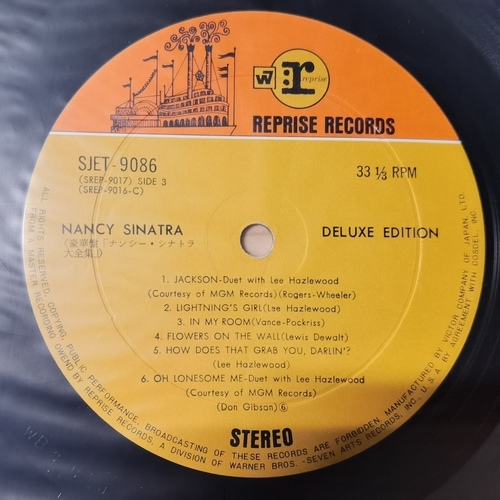 W7
r
reprise
REPRISE RECORDS
SJET-9086
(SREP-9017) SIDE 3
(SREP-9016-C)
33 1/3 RPM
NANCY SINATRA
DELUXE EDITION
〈豪華盤「ナンシー・シナトラ
大全集」〉
1. JACKSON-Duet with Lee Hazlewood
(Courtesy of MGM Records)(Rogers-Wheeler)
2. LIGHTNING'S GIRL(Lee Hazlewood)
3. IN MY ROOM(Vance-Pockriss)
4. FLOWERS ON THE WALL(Lewis Dewalt)
5. HOW DOES THAT GRAB YOU, DARLIN'?
(Lee Hazlewood)
6. OH LONESOME ME-Duet with Lee Hazlewood
(Courtesy of MGM Records)
(Don Gibson)⑥
STEREO
ALL RIGHTS RESERVED. COPYING, PUBLIC PERFORMANCE, BROADCASTING OF THESE RECORDS ARE FORBIDDEN. MANUFACTURED BY VICTOR COMPANY OF JAPAN, LTD.
FROM A MASTER RECORDING OWEND BY REPRISE RECORDS, A DIVISION OF WARNER BROS.-SEVEN ARTS RECORDS, INC., U.S.A. BY AGREEMENT WITH COSDEL, INC.